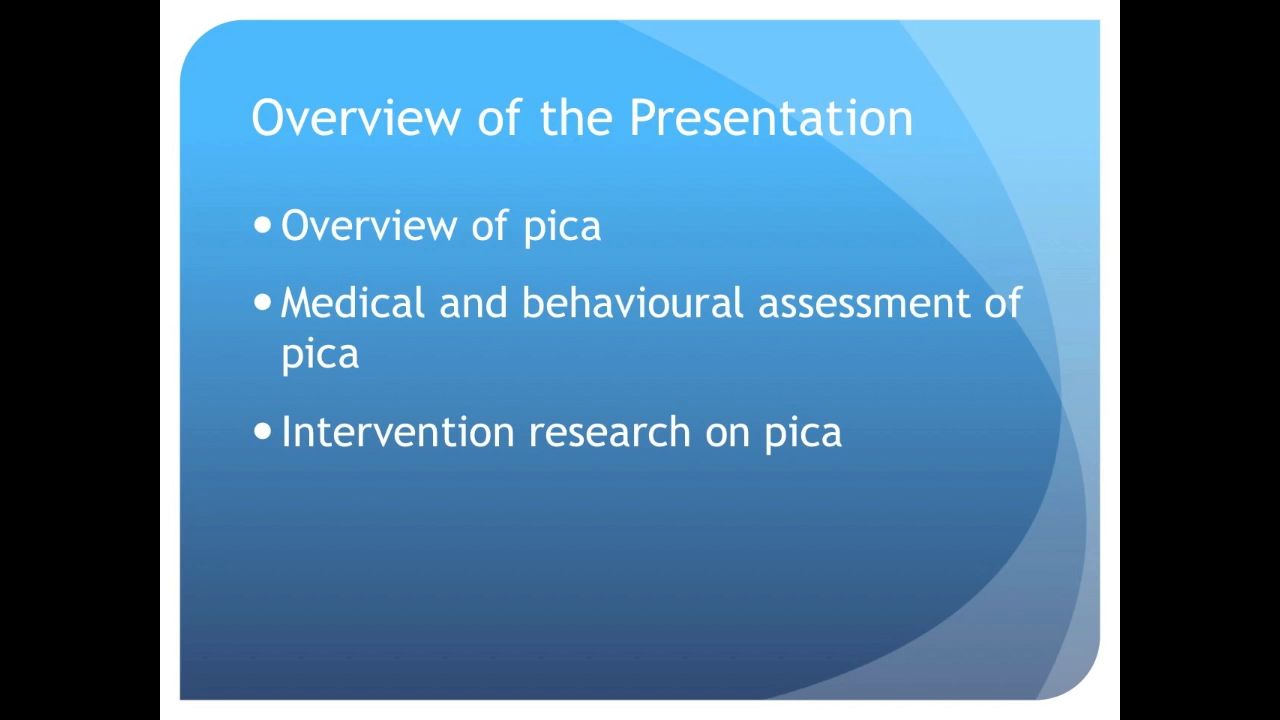 Overview of the Presentation
• Overview of pica
• Medical and behavioural assessment of
pica
• Intervention research on pica